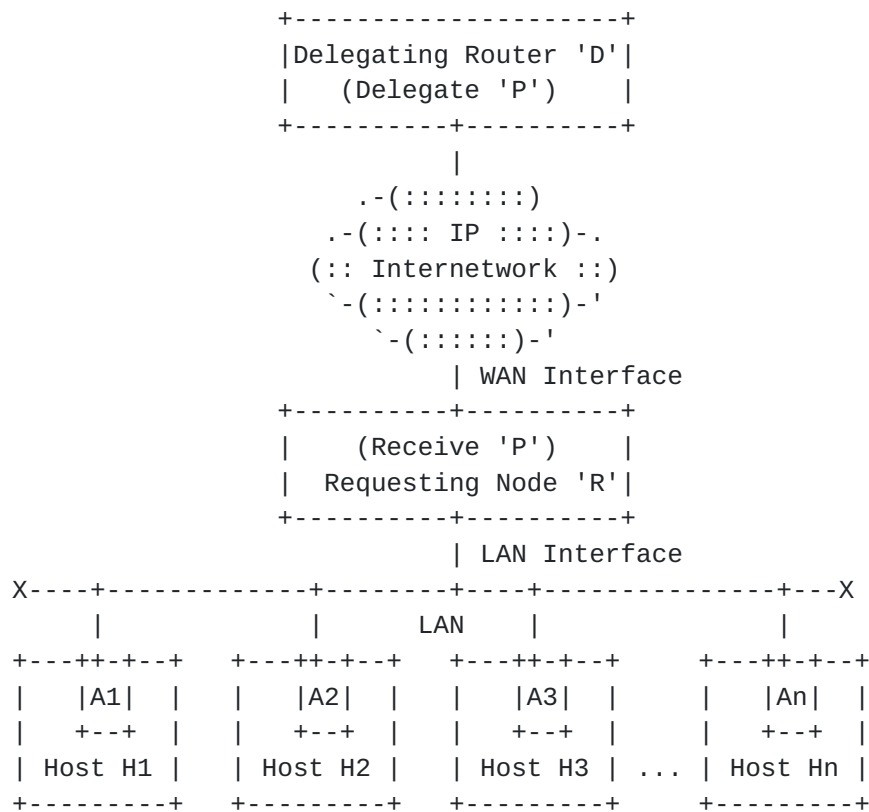 Delegating Router 'D'
(Delegate 'P')
IP
Internetwork
WAN Interface
(Receive 'P')
Requesting Node 'R'
LAN Interface
X X
LAN
A1 A2 A3 An
Host H1 Host H2 Host H3 ... Host Hn